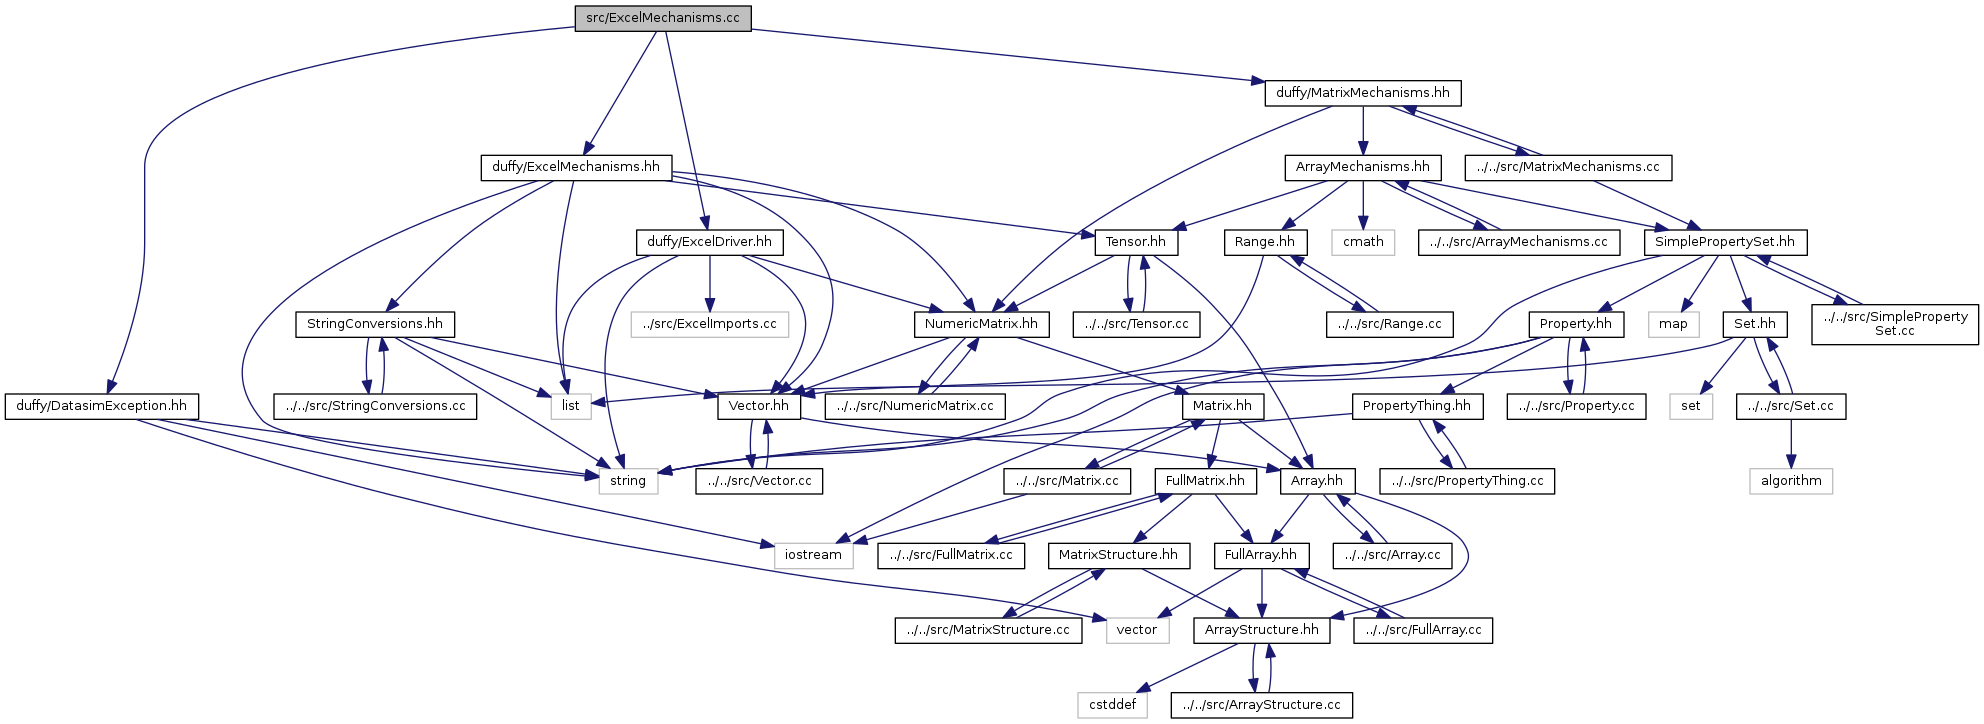 src/ExcelMechanisms.cc
duffy/MatrixMechanisms.hh
duffy/ExcelMechanisms.hh
ArrayMechanisms.hh
../../src/MatrixMechanisms.cc
duffy/ExcelDriver.hh
Tensor.hh
Range.hh
cmath
../../src/ArrayMechanisms.cc
SimplePropertySet.hh
StringConversions.hh
../src/ExcelImports.cc
NumericMatrix.hh
../../src/Tensor.cc
../../src/Range.cc
Property.hh
map
Set.hh
../../src/SimpleProperty
Set.cc
duffy/DatasimException.hh
../../src/StringConversions.cc
list
Vector.hh
../../src/NumericMatrix.cc
Matrix.hh
PropertyThing.hh
../../src/Property.cc
set
../../src/Set.cc
string
../../src/Vector.cc
../../src/Matrix.cc
FullMatrix.hh
Array.hh
../../src/PropertyThing.cc
algorithm
iostream
../../src/FullMatrix.cc
MatrixStructure.hh
FullArray.hh
../../src/Array.cc
../../src/MatrixStructure.cc
vector
ArrayStructure.hh
../../src/FullArray.cc
cstddef
../../src/ArrayStructure.cc